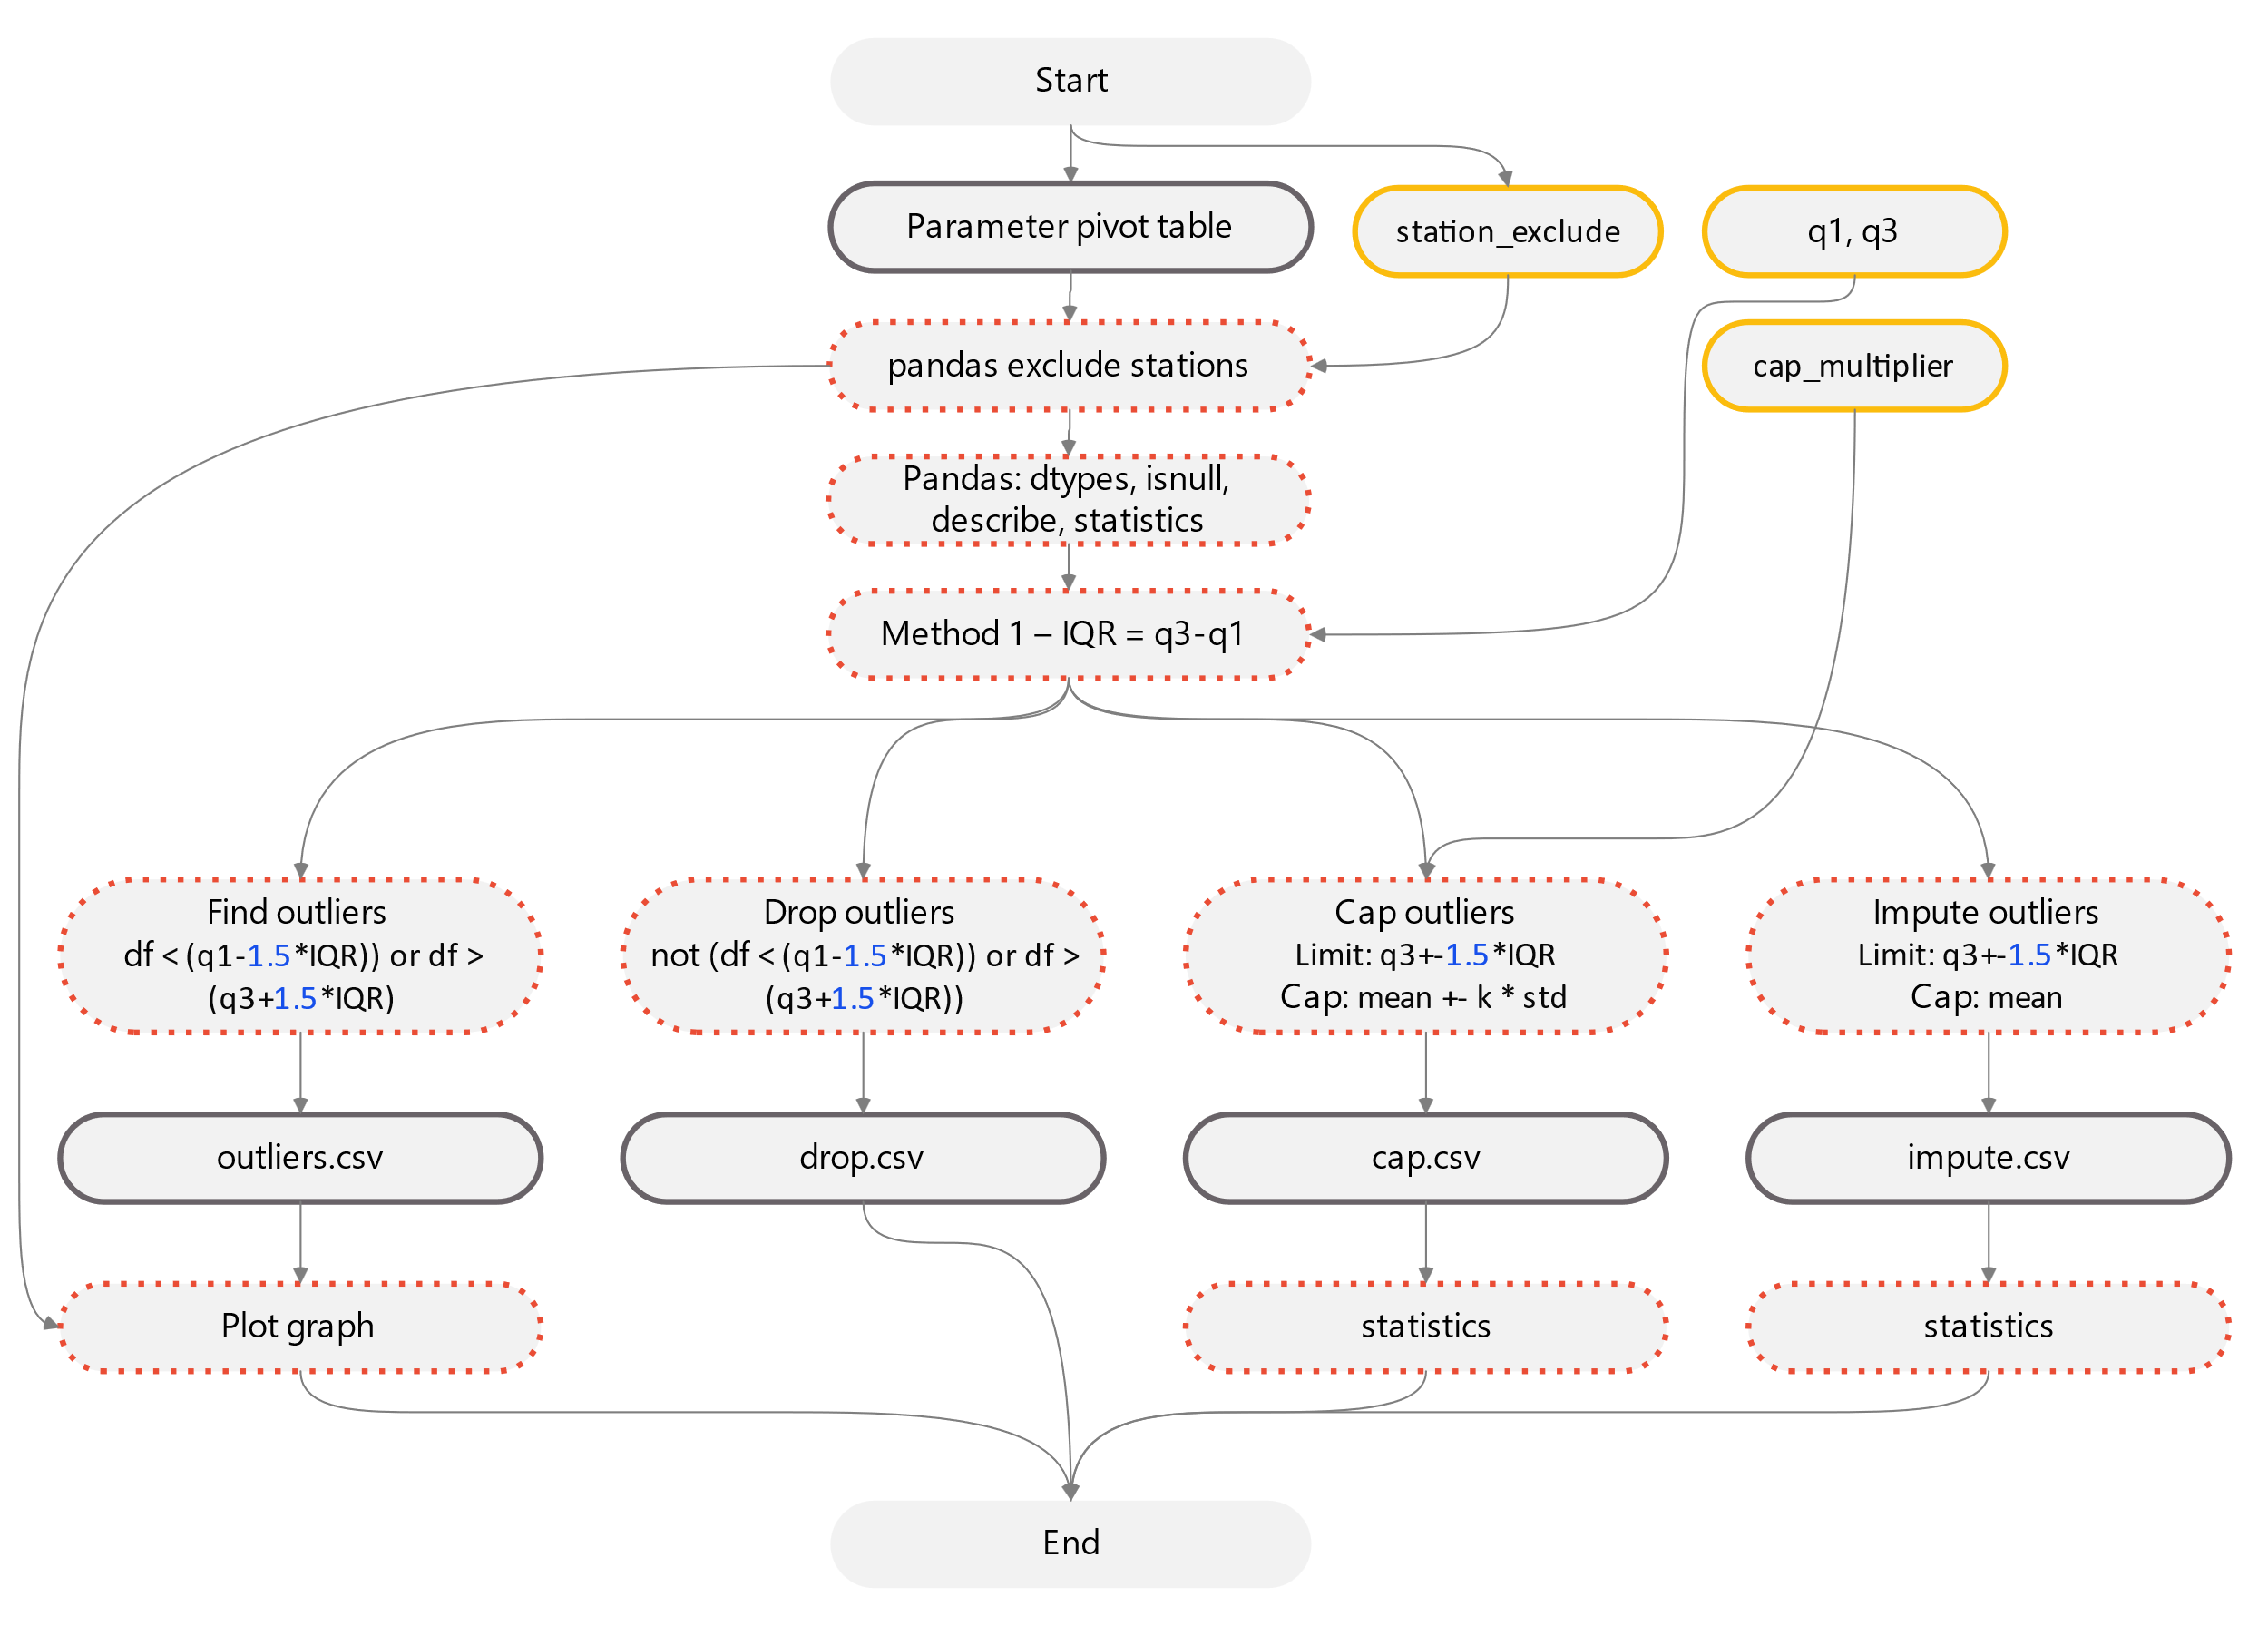 Start
Parameter pivot table
station_exclude
q1, q3
pandas exclude stations
cap_multiplier
Pandas: dtypes, isnull,
describe, statistics
Method 1 – IQR = q3-q1
Find outliers
df < (q1-1.5*IQR)) or df >
(q3+1.5*IQR)
Drop outliers
not (df < (q1-1.5*IQR)) or df >
(q3+1.5*IQR))
Cap outliers
Limit: q3+-1.5*IQR
Cap: mean +- k * std
Impute outliers
Limit: q3+-1.5*IQR
Cap: mean
outliers.csv
drop.csv
cap.csv
impute.csv
Plot graph
statistics
statistics
End